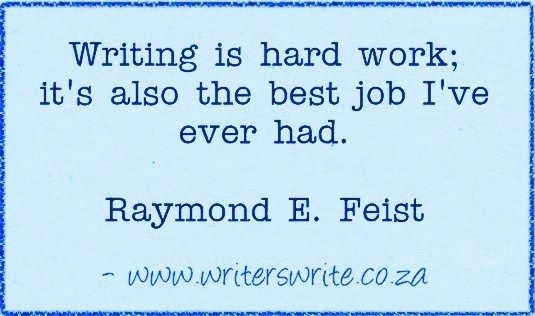 Writing is hard work;
it's also the best job I've
ever had.
Raymond E. Feist
- www.writerswrite.co.za